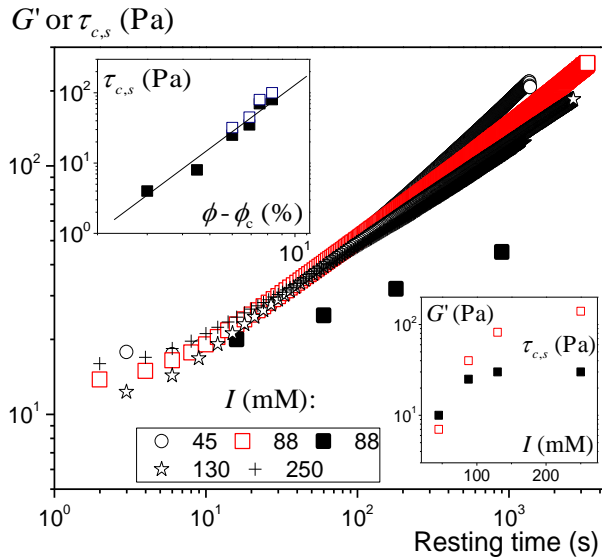 G' or τc,s (Pa)
τc,s (Pa)
10²
10¹
10⁰
ϕ - ϕc (%)
10¹
10²
10¹
G' (Pa)
τc,s (Pa)
10²
10¹
I (mM)
100 200
I (mM):
45 88 88
130 250
10⁰ 10¹ 10² 10³
Resting time (s)